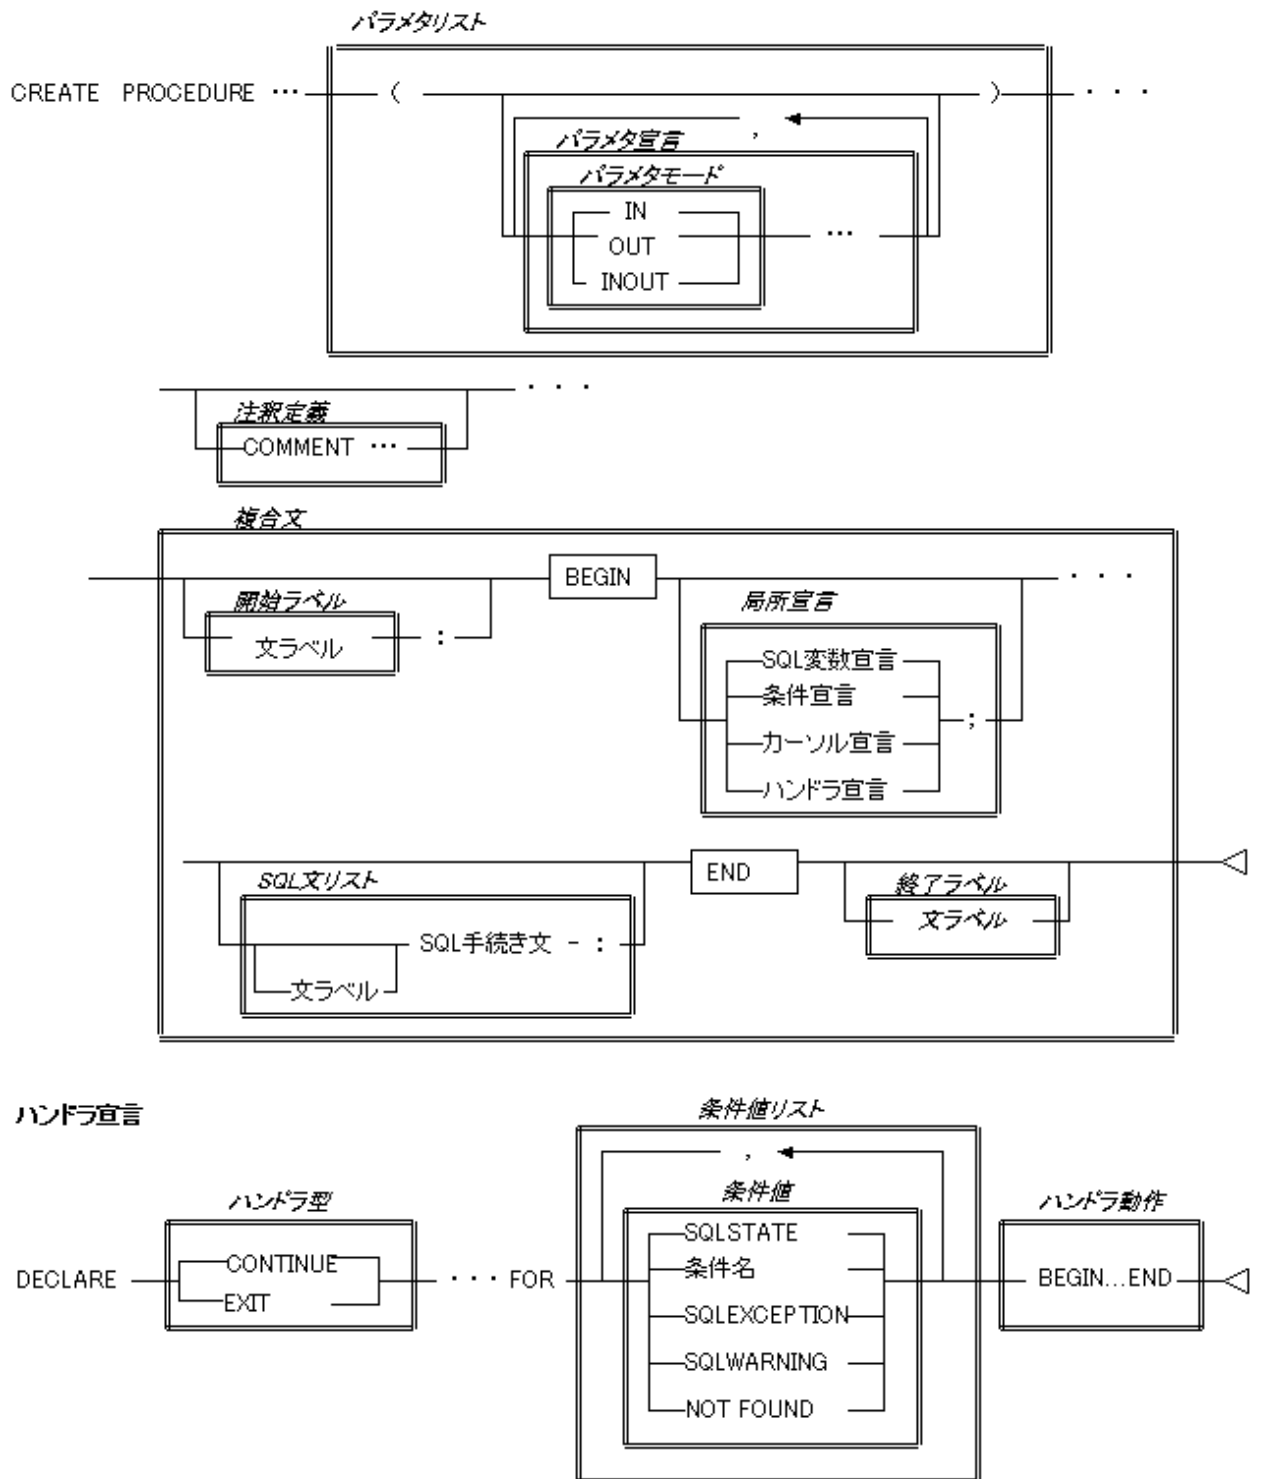 パラメタリスト
CREATE PROCEDURE … ( ) ・・・
,
パラメタ宣言
パラメタモード
IN
OUT …
INOUT
・・・
注釈定義
COMMENT …
複合文
BEGIN ・・・
開始ラベル
文ラベル :
局所宣言
SQL変数宣言
条件宣言
;
カーソル宣言
ハンドラ宣言
END
SQL文リスト
SQL手続き文 - :
文ラベル
終了ラベル
文ラベル
ハンドラ宣言
条件値リスト
,
ハンドラ型
条件値
ハンドラ動作
CONTINUE
DECLARE ・・・ FOR BEGIN...END
EXIT
SQLSTATE
条件名
SQLEXCEPTION
SQLWARNING
NOT FOUND